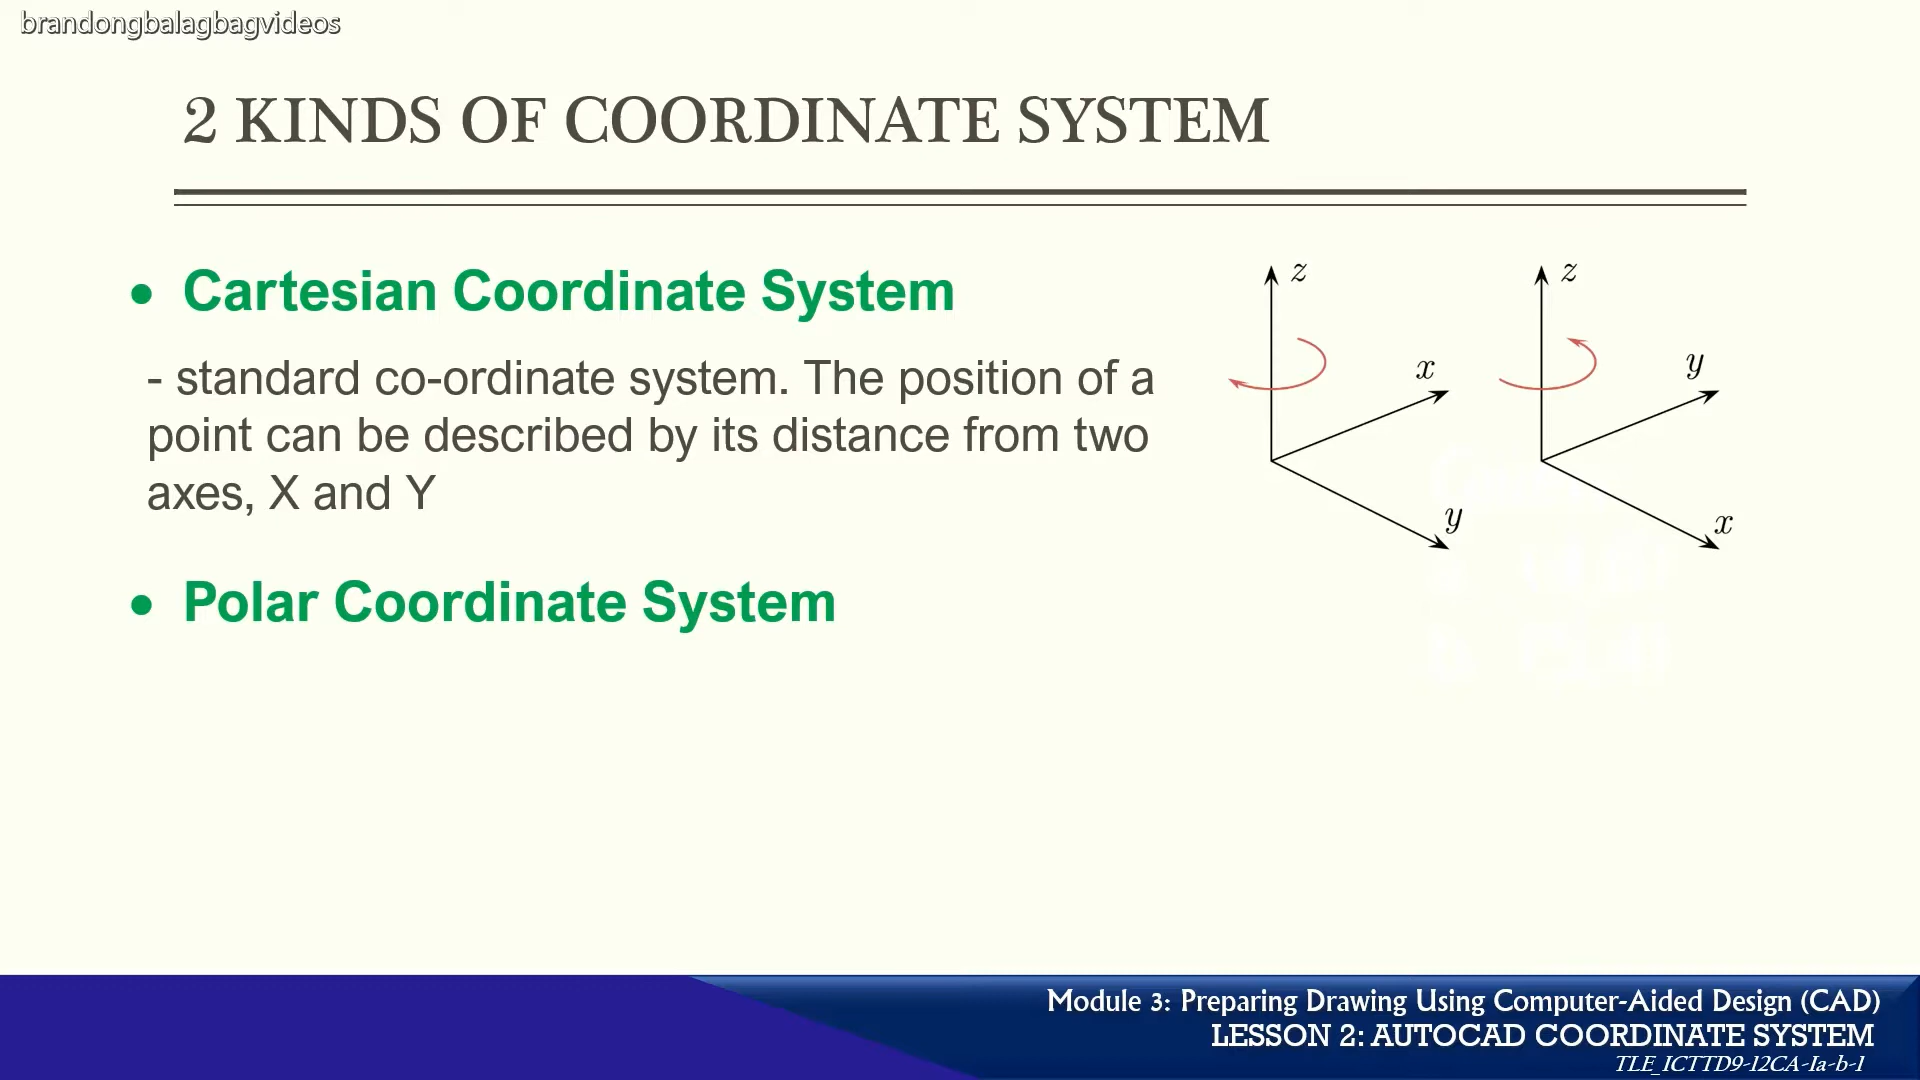 brandongbalagbagvideos
2 KINDS OF COORDINATE SYSTEM
• Cartesian Coordinate System
- standard co-ordinate system. The position of a
point can be described by its distance from two
axes, X and Y
• Polar Coordinate System
z
x
y
z
y
x
Module 3: Preparing Drawing Using Computer-Aided Design (CAD)
LESSON 2: AUTOCAD COORDINATE SYSTEM
TLE_ICTTD9-12CA-Ia-b-1